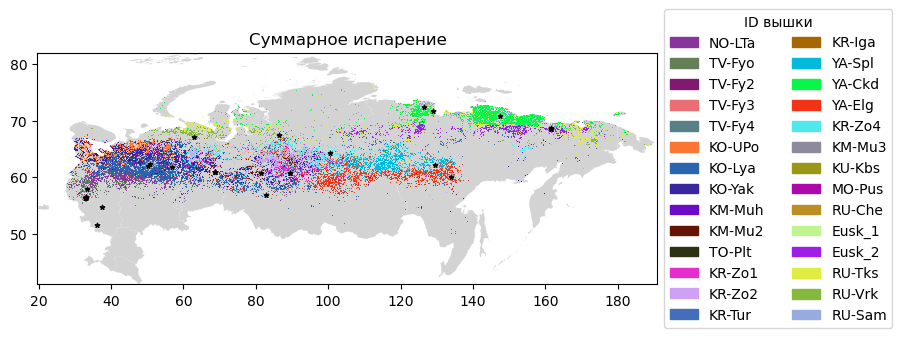 Суммарное испарение
80
70
60
50
20 40 60 80 100 120 140 160 180
ID вышки
NO-LTa KR-Iga
TV-Fyo YA-Spl
TV-Fy2 YA-Ckd
TV-Fy3 YA-Elg
TV-Fy4 KR-Zo4
KO-UPo KM-Mu3
KO-Lya KU-Kbs
KO-Yak MO-Pus
KM-Muh RU-Che
KM-Mu2 Eusk_1
TO-Plt Eusk_2
KR-Zo1 RU-Tks
KR-Zo2 RU-Vrk
KR-Tur RU-Sam